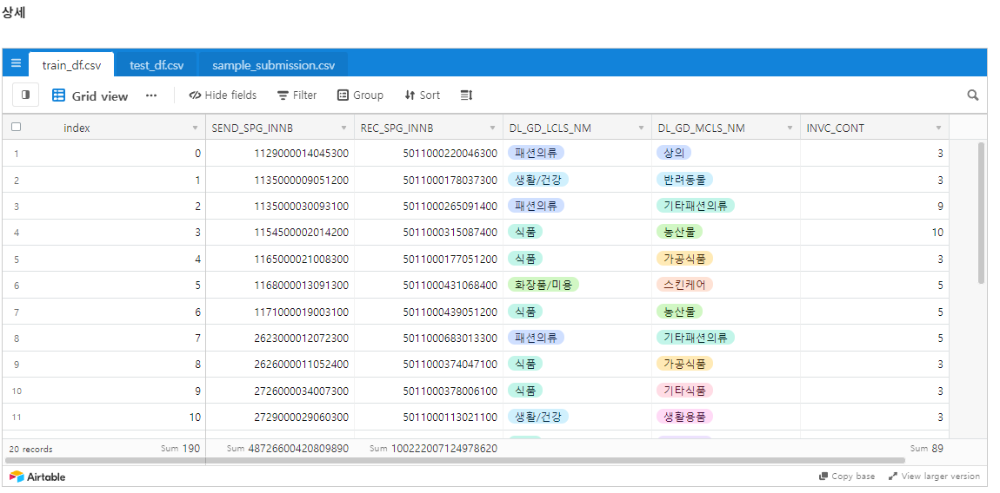 상세
train_df.csv test_df.csv sample_submission.csv
Grid view ... Hide fields Filter Group Sort
index SEND_SPG_INNB REC_SPG_INNB DL_GD_LCLS_NM DL_GD_MCLS_NM INVC_CONT
1 0 1129000014045300 5011000220046300 패션의류 상의 3
2 1 1135000009051200 5011000178037300 생활/건강 반려동물 3
3 2 1135000030093100 5011000265091400 패션의류 기타패션의류 9
4 3 1154500002014200 5011000315087400 식품 농산물 10
5 4 1165000021008300 5011000177051200 식품 가공식품 3
6 5 1168000013091300 5011000431068400 화장품/미용 스킨케어 5
7 6 1171000019003100 5011000439051200 식품 농산물 5
8 7 2623000012072300 5011000683013300 패션의류 기타패션의류 5
9 8 2626000011052400 5011000374047100 식품 가공식품 3
10 9 2726000034007300 5011000378006100 식품 기타식품 3
11 10 2729000029060300 5011000113021100 생활/건강 생활용품 3
20 records Sum 190 Sum 48726600420809890 Sum 100222007124978620 Sum 89
Airtable Copy base View larger version